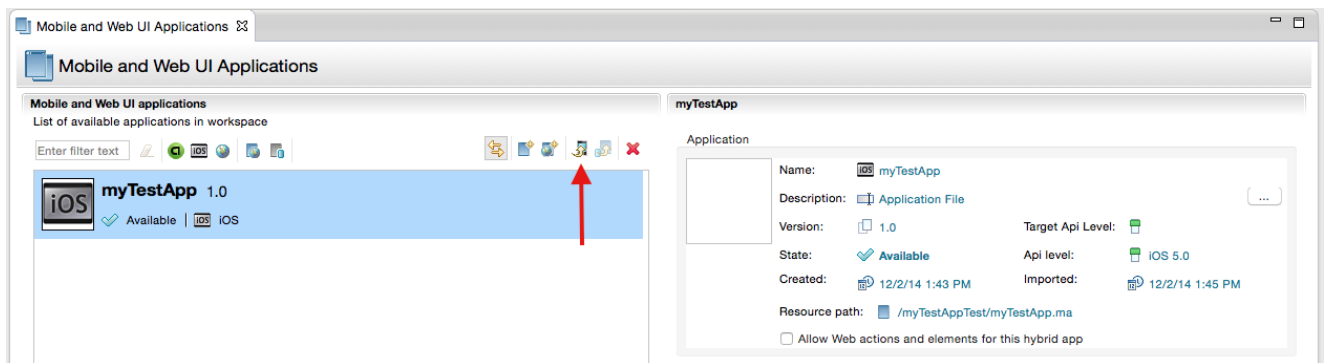 Mobile and Web UI Applications
Mobile and Web UI Applications
Mobile and Web UI applications
List of available applications in workspace
Enter filter text
iOS
iOS
myTestApp 1.0
Available | iOS iOS
myTestApp
Application
Name: iOS myTestApp
Description: Application File
...
Version: 1.0
Target Api Level:
State: Available
Api level: iOS 5.0
Created: 12/2/14 1:43 PM
Imported: 12/2/14 1:45 PM
Resource path: /myTestAppTest/myTestApp.ma
Allow Web actions and elements for this hybrid app